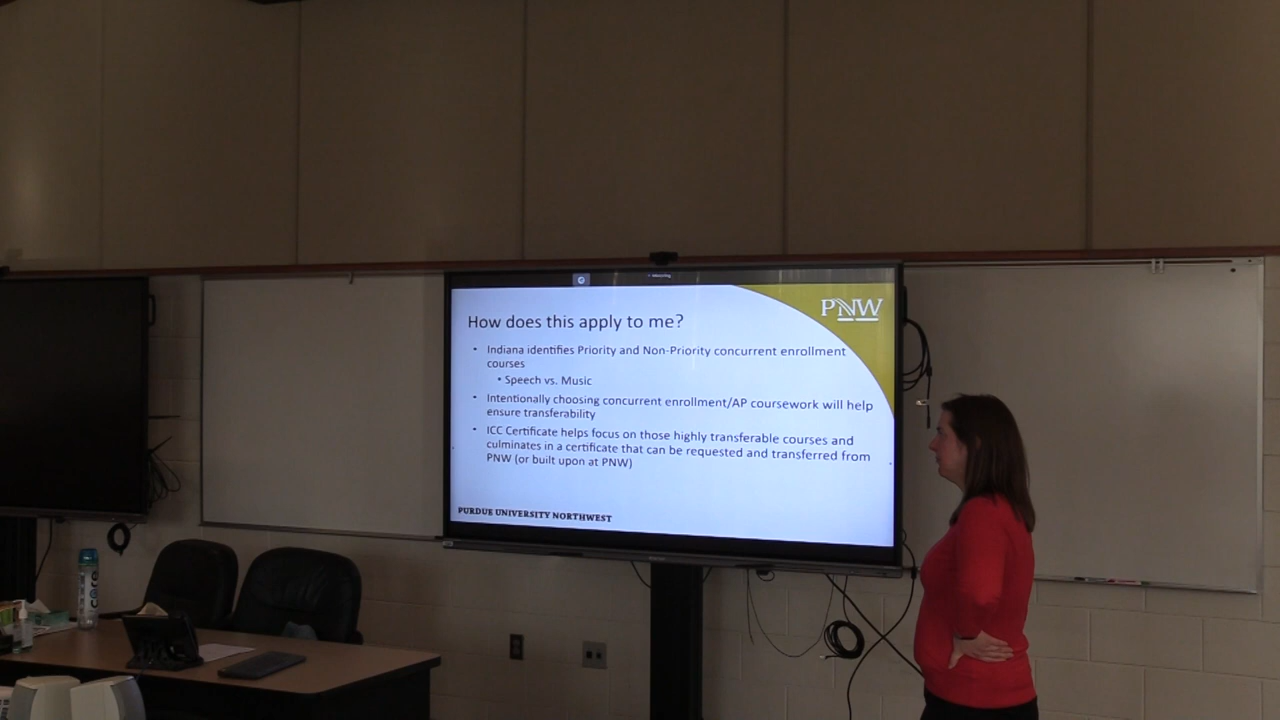 PNW
How does this apply to me?
• Indiana identifies Priority and Non-Priority concurrent enrollment
courses
• Speech vs. Music
• Intentionally choosing concurrent enrollment/AP coursework will help
ensure transferability
• ICC Certificate helps focus on those highly transferable courses and
culminates in a certificate that can be requested and transferred from
PNW (or built upon at PNW)
PURDUE UNIVERSITY NORTHWEST